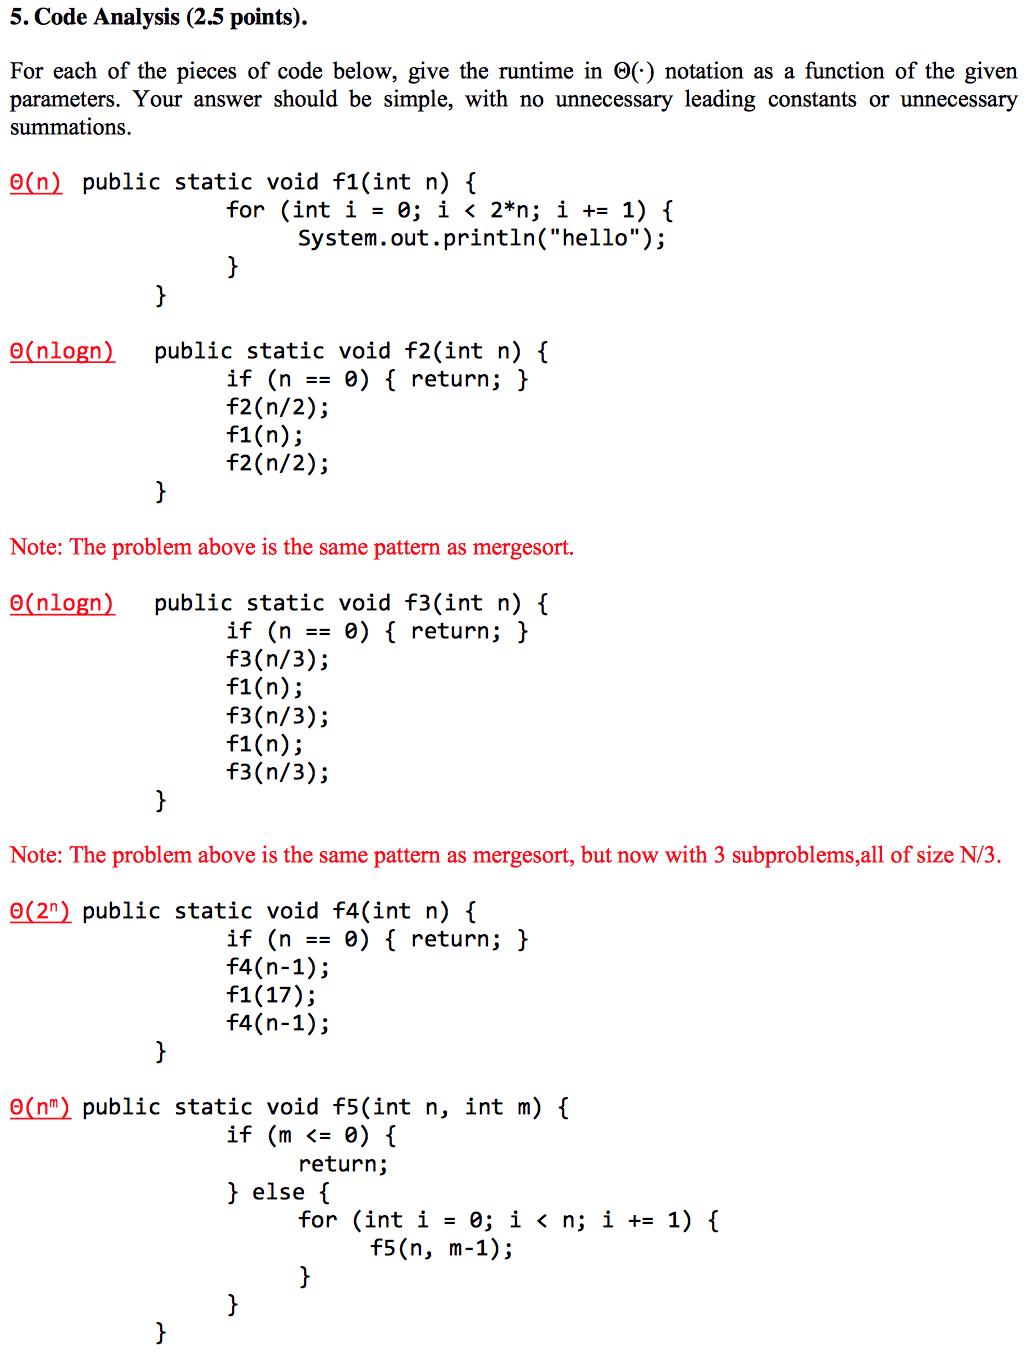 5. Code Analysis (2.5 points).
For each of the pieces of code below, give the runtime in Θ(·) notation as a function of the given
parameters. Your answer should be simple, with no unnecessary leading constants or unnecessary
summations.
Θ(n) public static void f1(int n) {
for (int i = 0; i < 2*n; i += 1) {
System.out.println("hello");
}
}
Θ(nlogn) public static void f2(int n) {
if (n == 0) { return; }
f2(n/2);
f1(n);
f2(n/2);
}
Note: The problem above is the same pattern as mergesort.
Θ(nlogn) public static void f3(int n) {
if (n == 0) { return; }
f3(n/3);
f1(n);
f3(n/3);
f1(n);
f3(n/3);
}
Note: The problem above is the same pattern as mergesort, but now with 3 subproblems,all of size N/3.
Θ(2ⁿ) public static void f4(int n) {
if (n == 0) { return; }
f4(n-1);
f1(17);
f4(n-1);
}
Θ(nᵐ) public static void f5(int n, int m) {
if (m <= 0) {
return;
} else {
for (int i = 0; i < n; i += 1) {
f5(n, m-1);
}
}
}